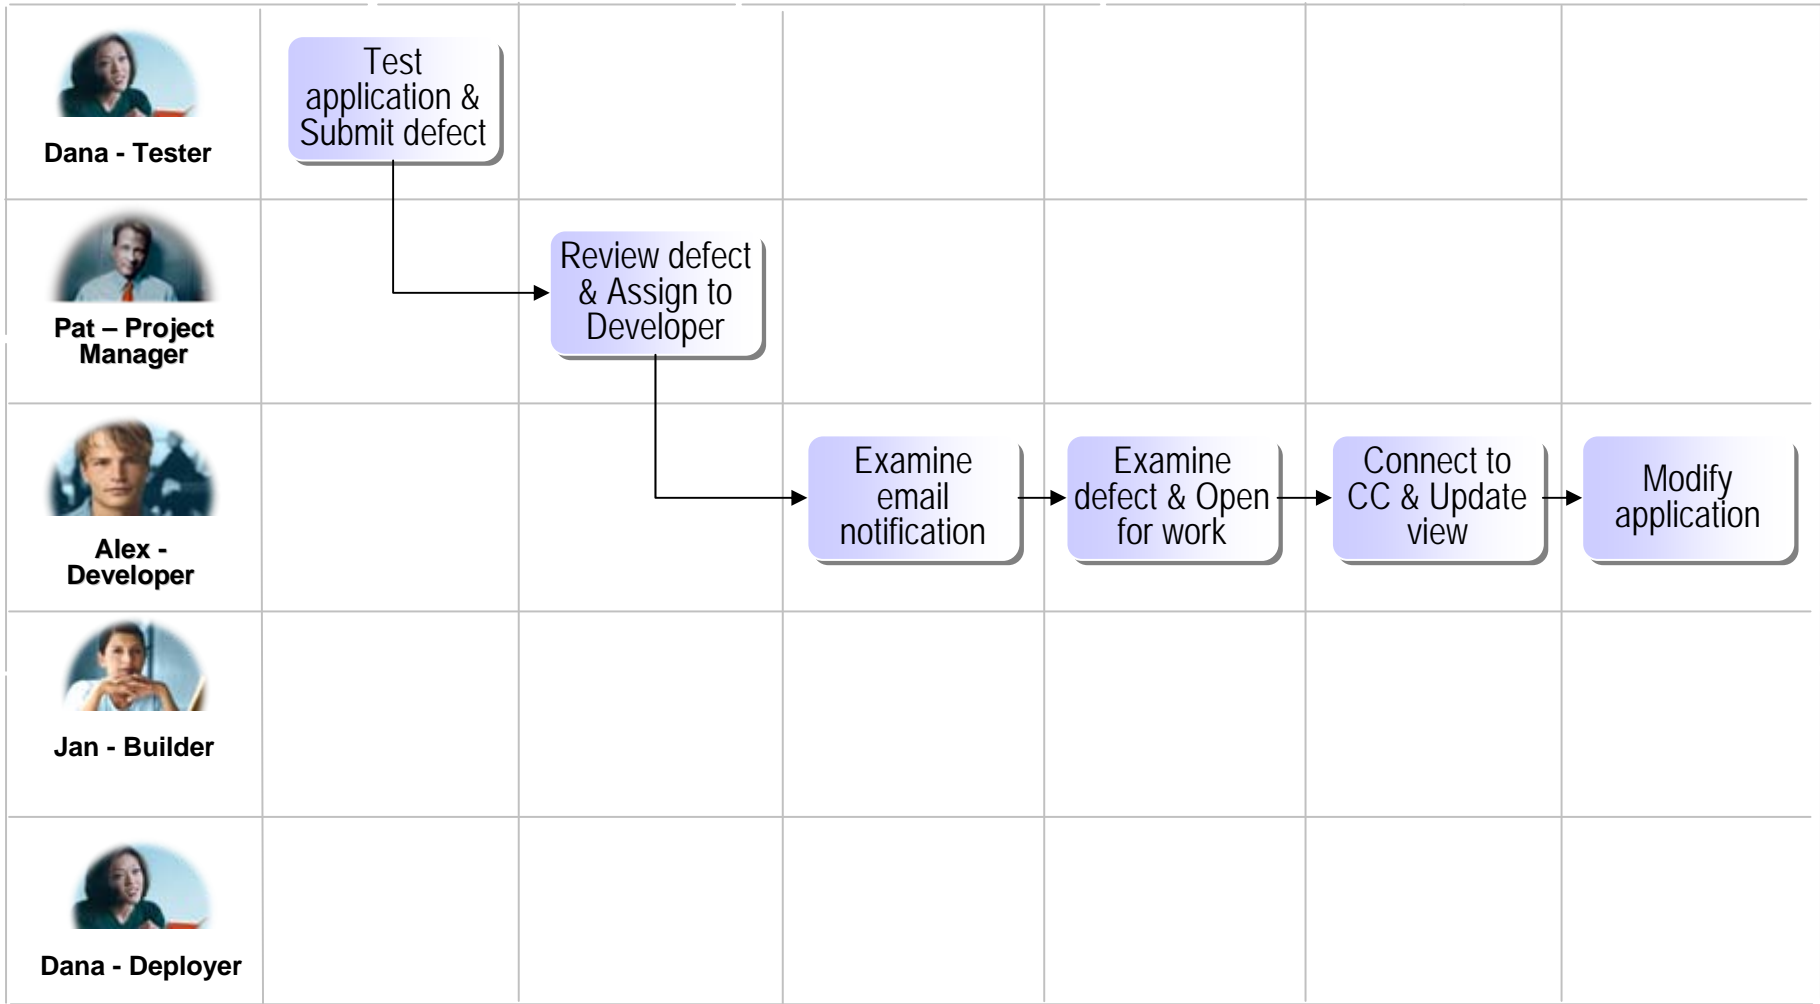 Dana - Tester
Test
application &
Submit defect
Pat – Project
Manager
Review defect
& Assign to
Developer
Alex -
Developer
Examine
email
notification
Examine
defect & Open
for work
Connect to
CC & Update
view
Modify
application
Jan - Builder
Dana - Deployer